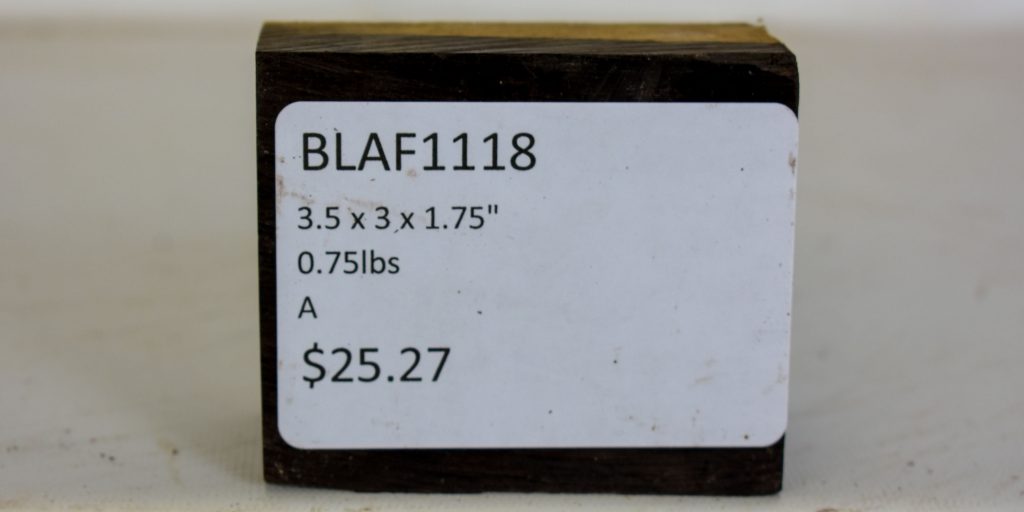 BLAF1118
3.5 x 3 x 1.75"
0.75lbs
A
$25.27